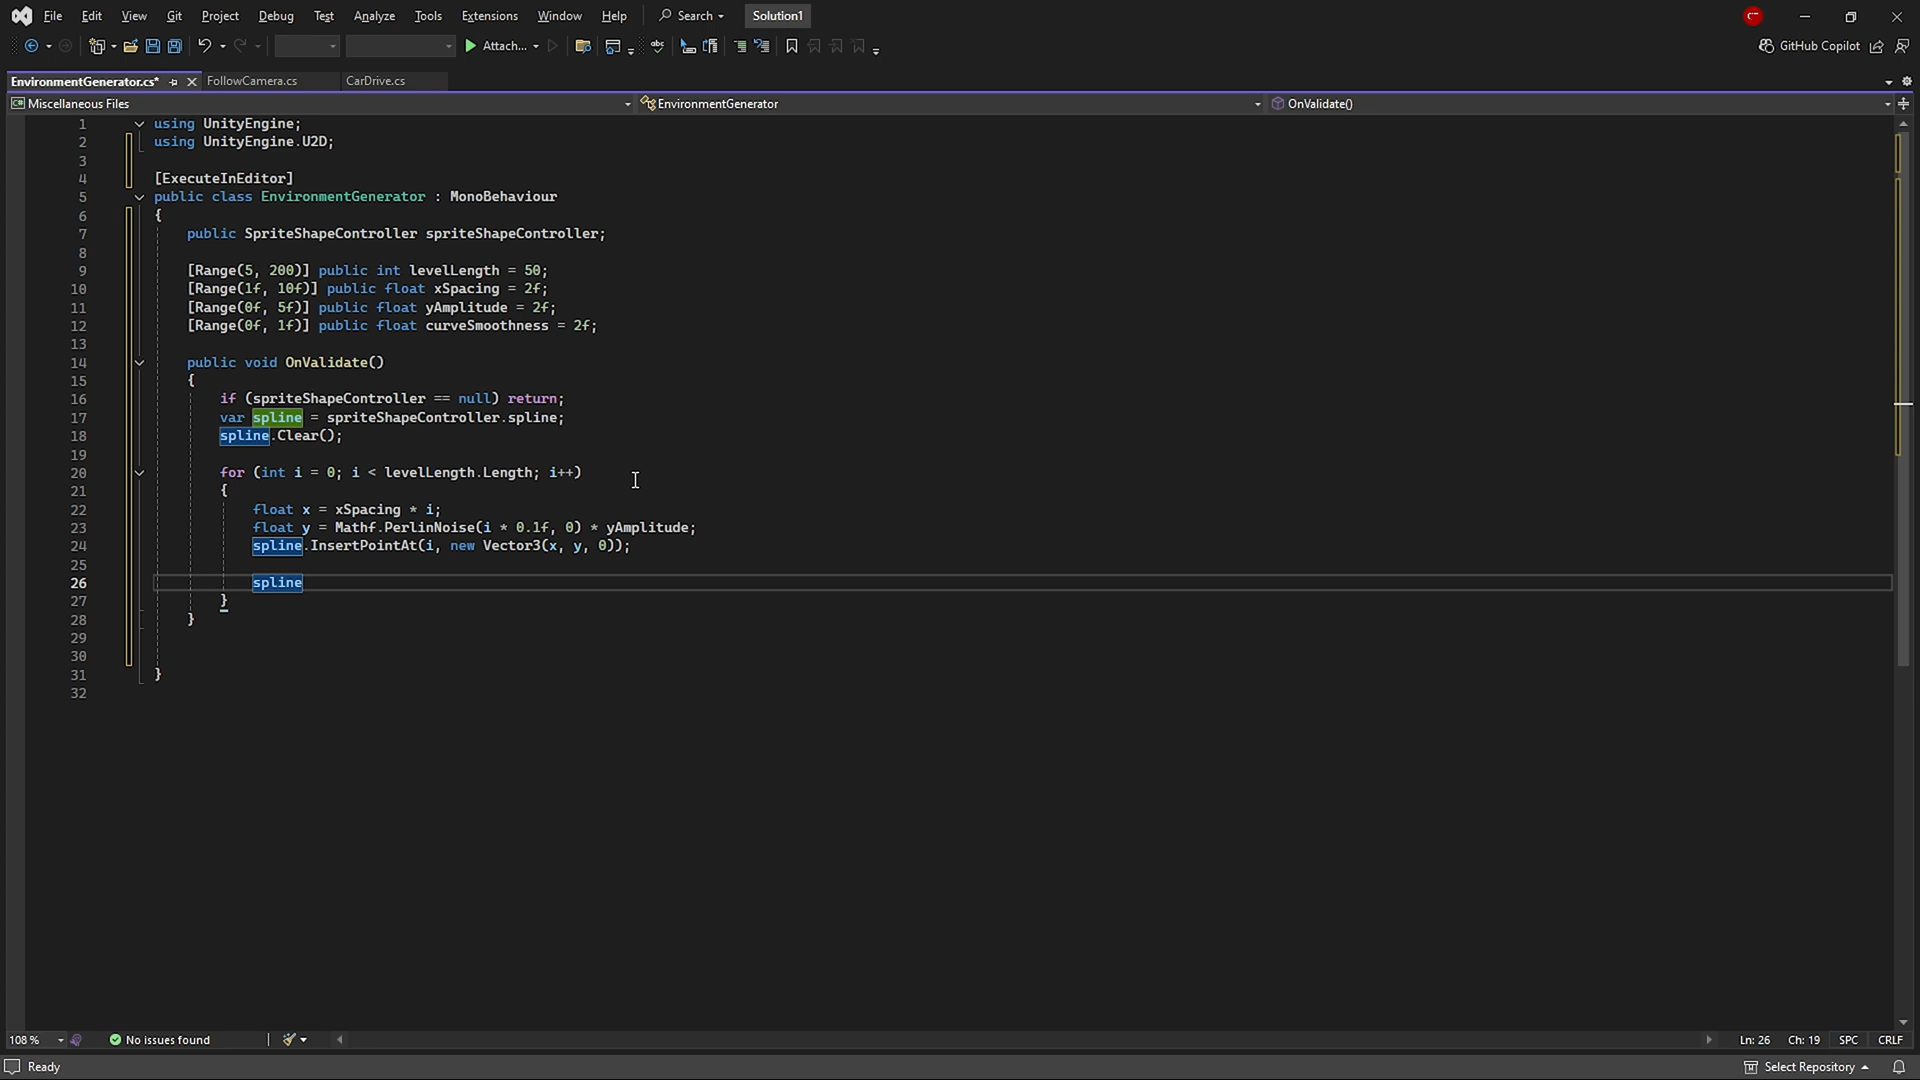 File Edit View Git Project Debug Test Analyze Tools Extensions Window Help Search Solution1
Attach... GitHub Copilot
EnvironmentGenerator.cs* FollowCamera.cs CarDrive.cs
Miscellaneous Files EnvironmentGenerator OnValidate()
1 using UnityEngine;
2 using UnityEngine.U2D;
3
4 [ExecuteInEditor]
5 public class EnvironmentGenerator : MonoBehaviour
6 {
7 public SpriteShapeController spriteShapeController;
8
9 [Range(5, 200)] public int levelLength = 50;
10 [Range(1f, 10f)] public float xSpacing = 2f;
11 [Range(0f, 5f)] public float yAmplitude = 2f;
12 [Range(0f, 1f)] public float curveSmoothness = 2f;
13
14 public void OnValidate()
15 {
16 if (spriteShapeController == null) return;
17 var spline = spriteShapeController.spline;
18 spline.Clear();
19
20 for (int i = 0; i < levelLength.Length; i++)
21 {
22 float x = xSpacing * i;
23 float y = Mathf.PerlinNoise(i * 0.1f, 0) * yAmplitude;
24 spline.InsertPointAt(i, new Vector3(x, y, 0));
25
26 spline
27 }
28 }
29
30
31 }
32
108 % No issues found Ln: 26 Ch: 19 SPC CRLF
Ready Select Repository